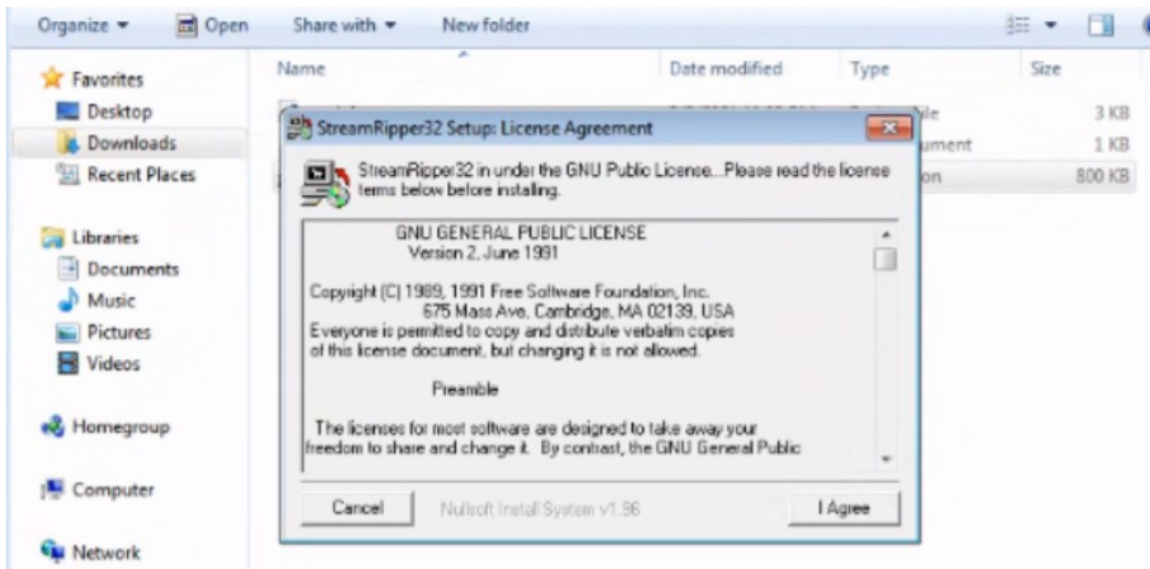 Organize Open Share with New folder
Name Date modified Type Size
Favorites
Desktop
Downloads
Recent Places
Libraries
Documents
Music
Pictures
Videos
Homegroup
Computer
Network
3 KB
ument 1 KB
on 800 KB
StreamRipper32 Setup: License Agreement
StreamRipper32 in under the GNU Public License...Please read the license
terms below before installing.
GNU GENERAL PUBLIC LICENSE
Version 2, June 1991
Copyright (C) 1989, 1991 Free Software Foundation, Inc.
675 Mass Ave, Cambridge, MA 02139, USA
Everyone is permitted to copy and distribute verbatim copies
of this license document, but changing it is not allowed.
Preamble
The licenses for most software are designed to take away your
freedom to share and change it. By contrast, the GNU General Public
Cancel Nullsoft Install System v1.96 I Agree